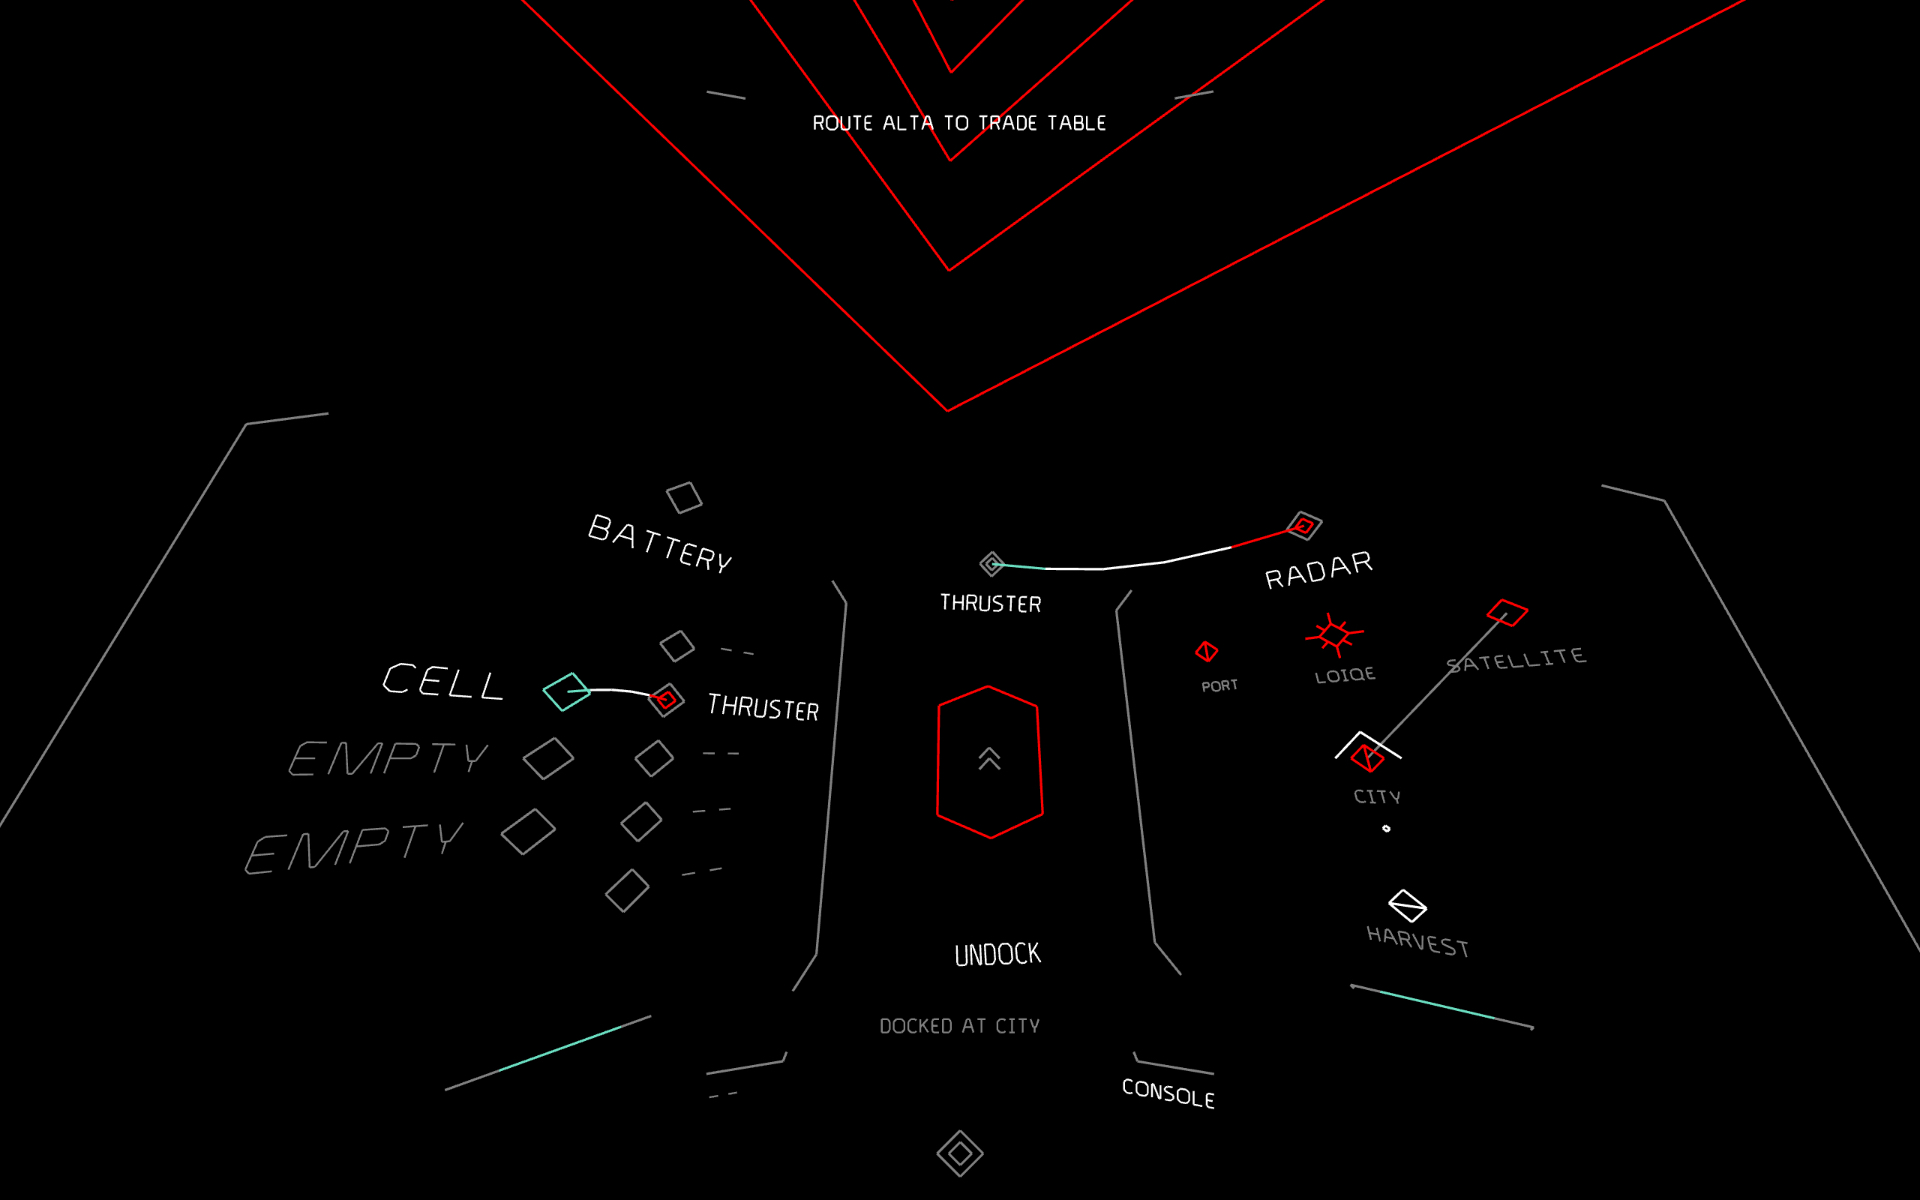 ROUTE ALTA TO TRADE TABLE
BATTERY
THRUSTER
RADAR
CELL
THRUSTER
PORT
LOIQE
SATELLITE
EMPTY
EMPTY
CITY
HARVEST
UNDOCK
DOCKED AT CITY
CONSOLE